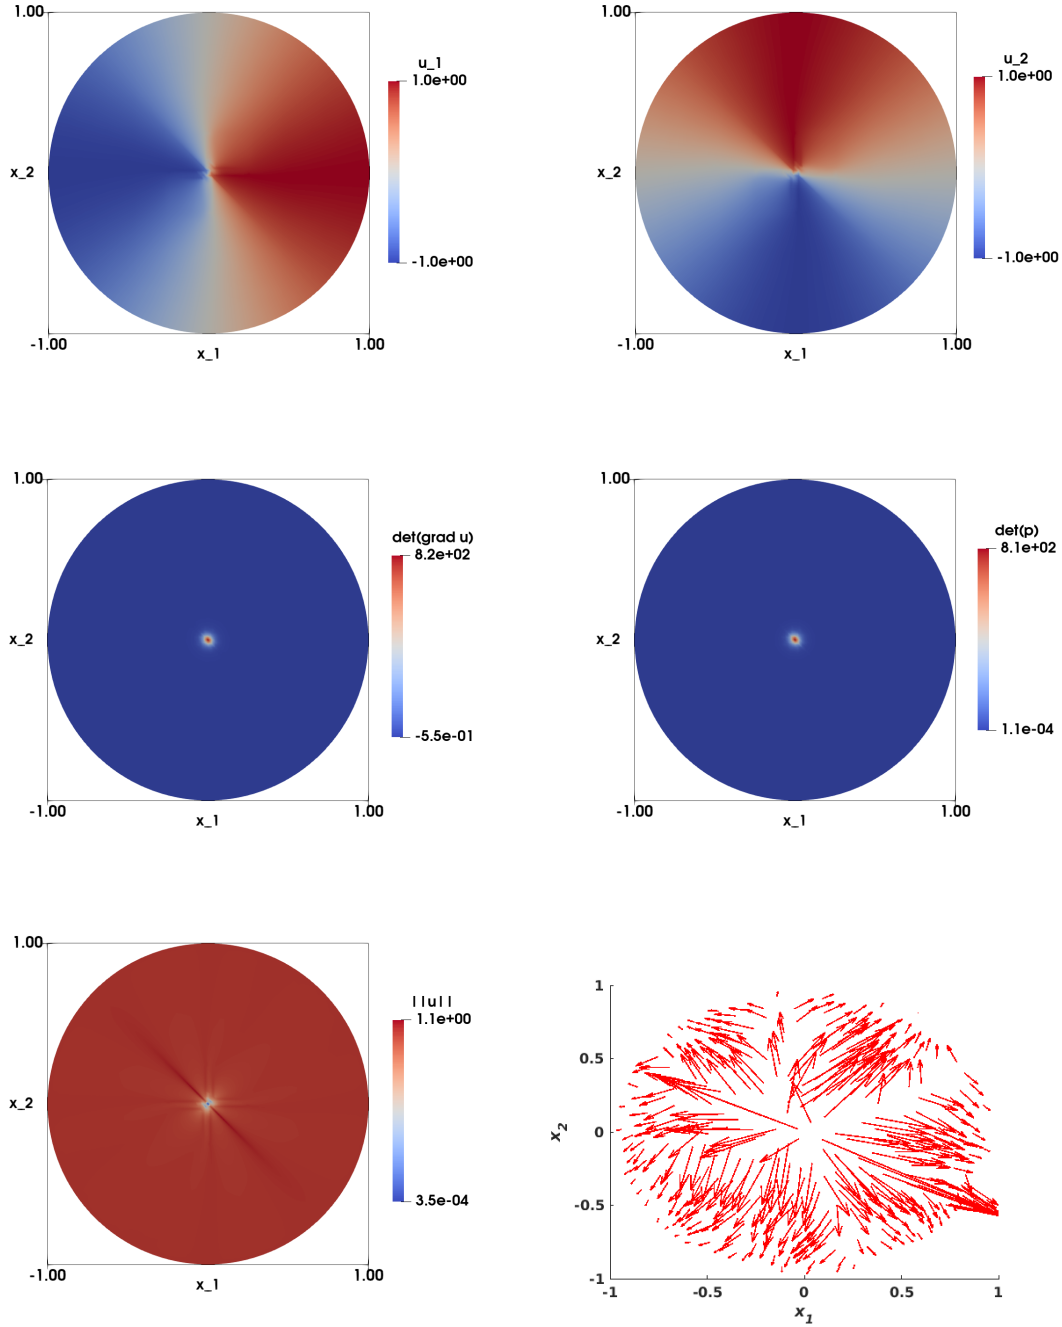 1.00
u_1
1.0e+00
x_2
-1.0e+00
-1.00
1.00
x_1
1.00
u_2
1.0e+00
x_2
-1.0e+00
-1.00
1.00
x_1
1.00
det(grad u)
8.2e+02
x_2
-5.5e-01
-1.00
1.00
x_1
1.00
det(p)
8.1e+02
x_2
1.1e-04
-1.00
1.00
x_1
1.00
||u||
1.1e+00
x_2
3.5e-04
-1.00
1.00
x_1
1
0.5
0
-0.5
-1
x_2
-1
-0.5
0
0.5
1
x_1